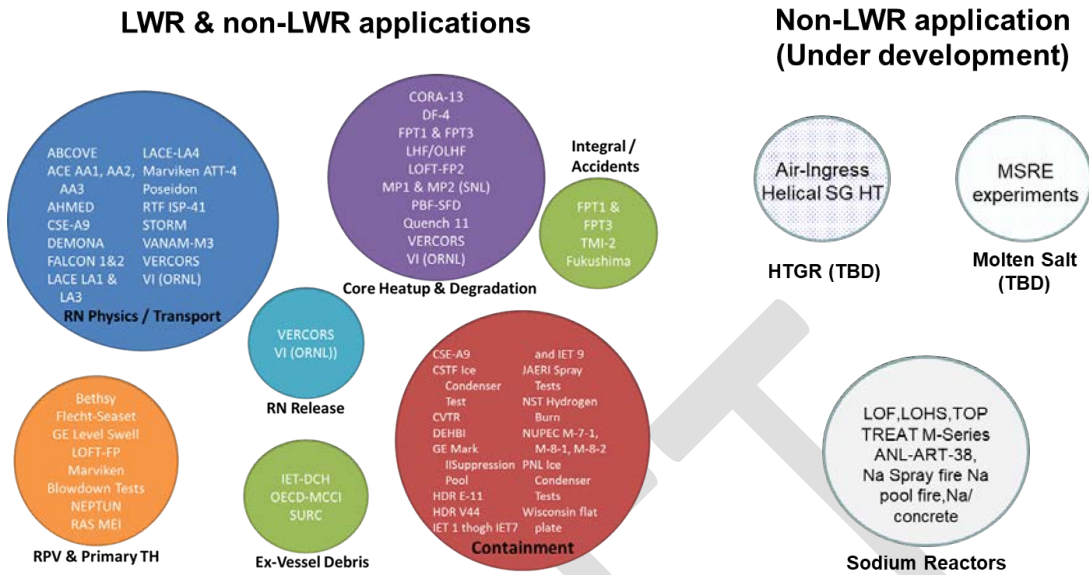 LWR & non-LWR applications
ABCOVE
ACE AA1, AA2,
AA3
AHMED
CSE-A9
DEMONA
FALCON 1&2
LACE LA1 &
LA3
LACE-LA4
Marviken ATT-4
Poseidon
RTF ISP-41
STORM
VANAM-M3
VERCORS
VI (ORNL)
RN Physics / Transport
CORA-13
DF-4
FPT1 & FPT3
LHF/OLHF
LOFT-FP2
MP1 & MP2 (SNL)
PBF-SFD
Quench 11
VERCORS
VI (ORNL)
Core Heatup & Degradation
Integral /
Accidents
FPT1 &
FPT3
TMI-2
Fukushima
VERCORS
VI (ORNL))
RN Release
Bethsy
Flecht-Seaset
GE Level Swell
LOFT-FP
Marviken
Blowdown Tests
NEPTUN
RAS MEI
RPV & Primary TH
IET-DCH
OECD-MCCI
SURC
Ex-Vessel Debris
CSE-A9
CSTF Ice
Condenser
Test
CVTR
DEHBI
GE Mark
IISuppression
Pool
HDR E-11
HDR V44
IET 1 thogh IET7
and IET 9
JAERI Spray
Tests
NST Hydrogen
Burn
NUPEC M-7-1,
M-8-1, M-8-2
PNL Ice
Condenser
Tests
Wisconsin flat
plate
Containment
Non-LWR application
(Under development)
Air-Ingress
Helical SG HT
HTGR (TBD)
MSRE
experiments
Molten Salt
(TBD)
LOF,LOHS,TOP
TREAT M-Series
ANL-ART-38,
Na Spray fire Na
pool fire,Na/
concrete
Sodium Reactors